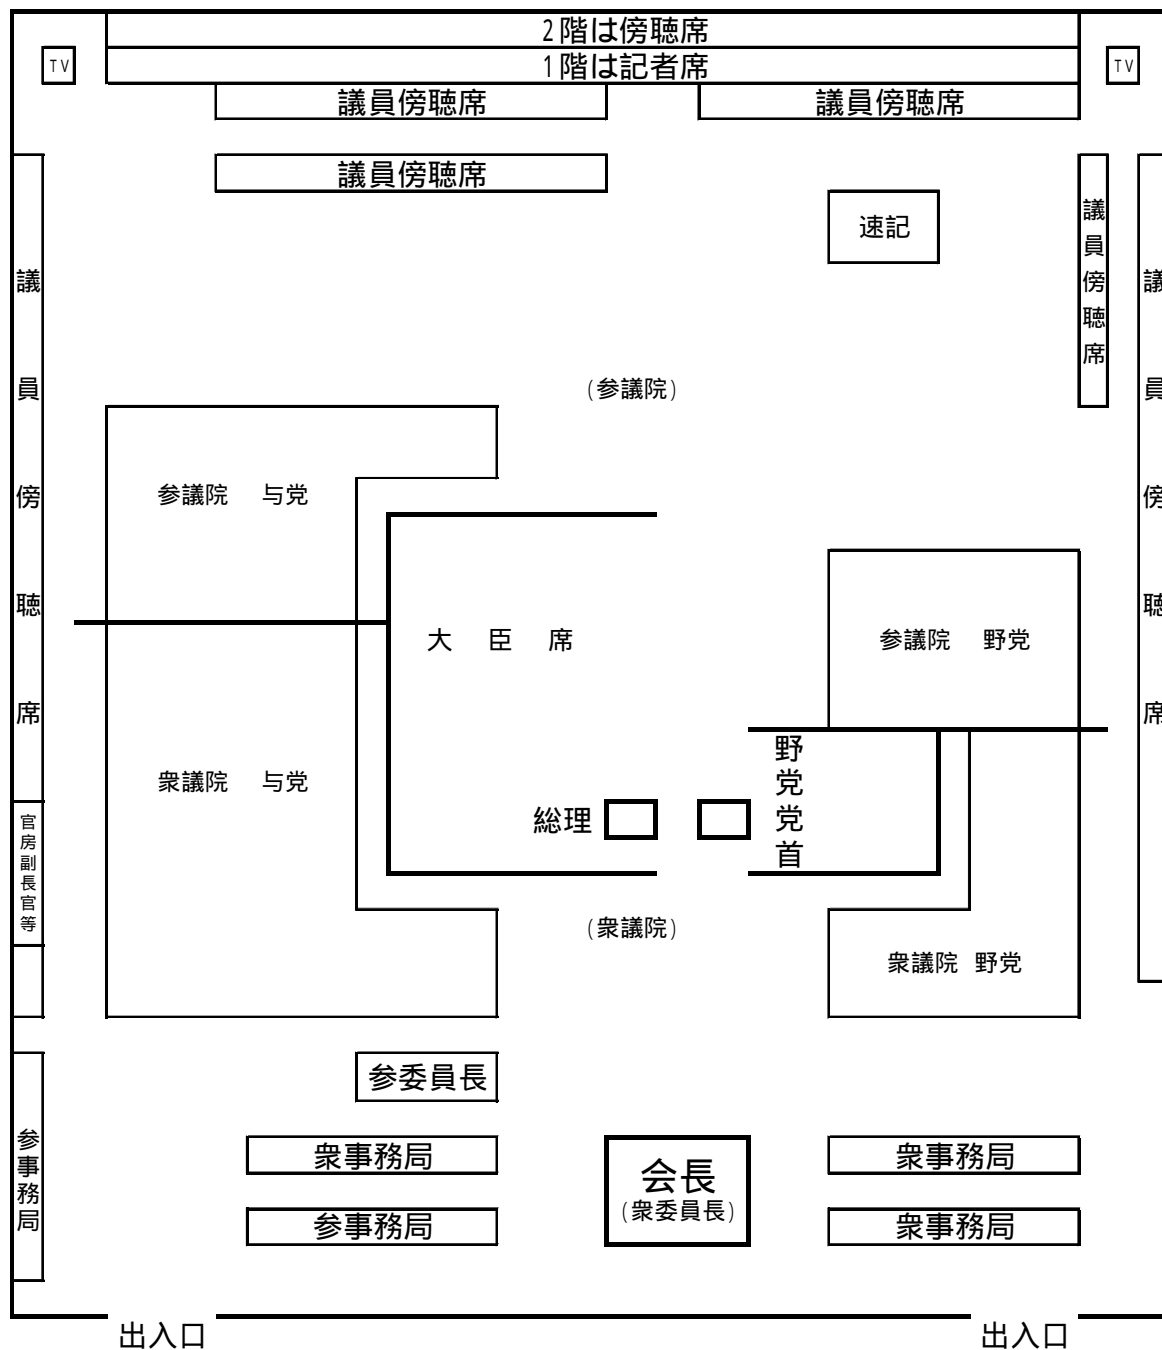 2階は傍聴席
TV
1階は記者席
TV
議員傍聴席
議員傍聴席
議員傍聴席
速記
議員傍聴席
議員傍聴席
議員傍聴席
(参議院)
参議院 与党
大臣席
参議院 野党
衆議院 与党
総理
野党党首
官房副長官等
(衆議院)
衆議院 野党
参委員長
参事務局
衆事務局
会長
(衆委員長)
衆事務局
参事務局
衆事務局
出入口
出入口